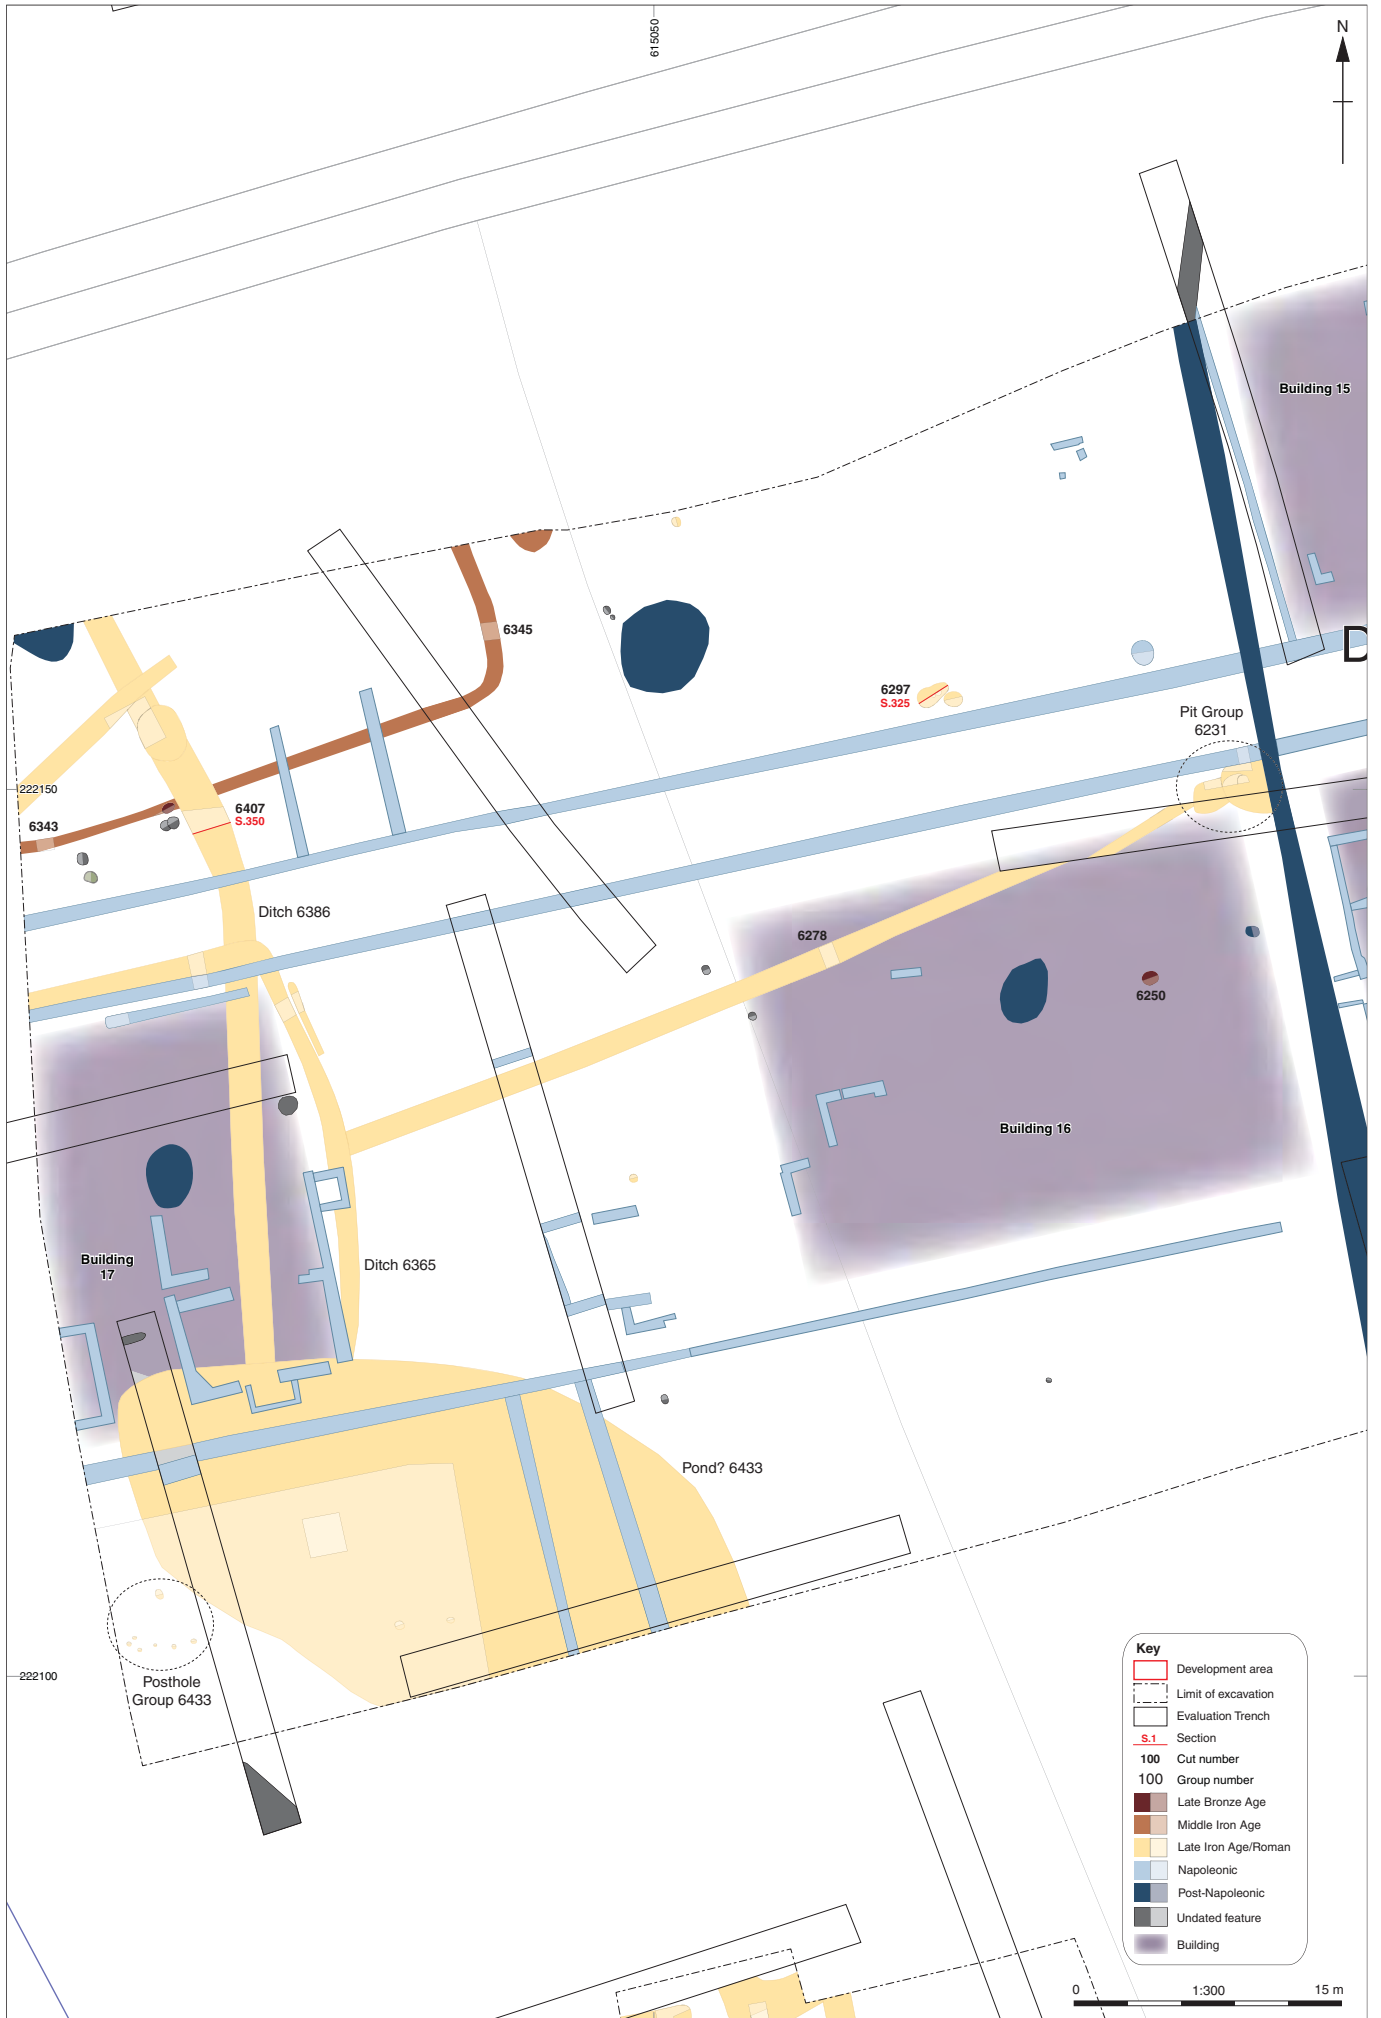 615050
N
Building 15
6345
D
6297
S.325
Pit Group
6231
222150
6407
S.350
6343
Ditch 6386
6278
6250
Building 16
Building
17
Ditch 6365
Pond? 6433
222100
Posthole
Group 6433
Key
Development area
Limit of excavation
Evaluation Trench
S.1 Section
100 Cut number
100 Group number
Late Bronze Age
Middle Iron Age
Late Iron Age/Roman
Napoleonic
Post-Napoleonic
Undated feature
Building
0 1:300 15 m